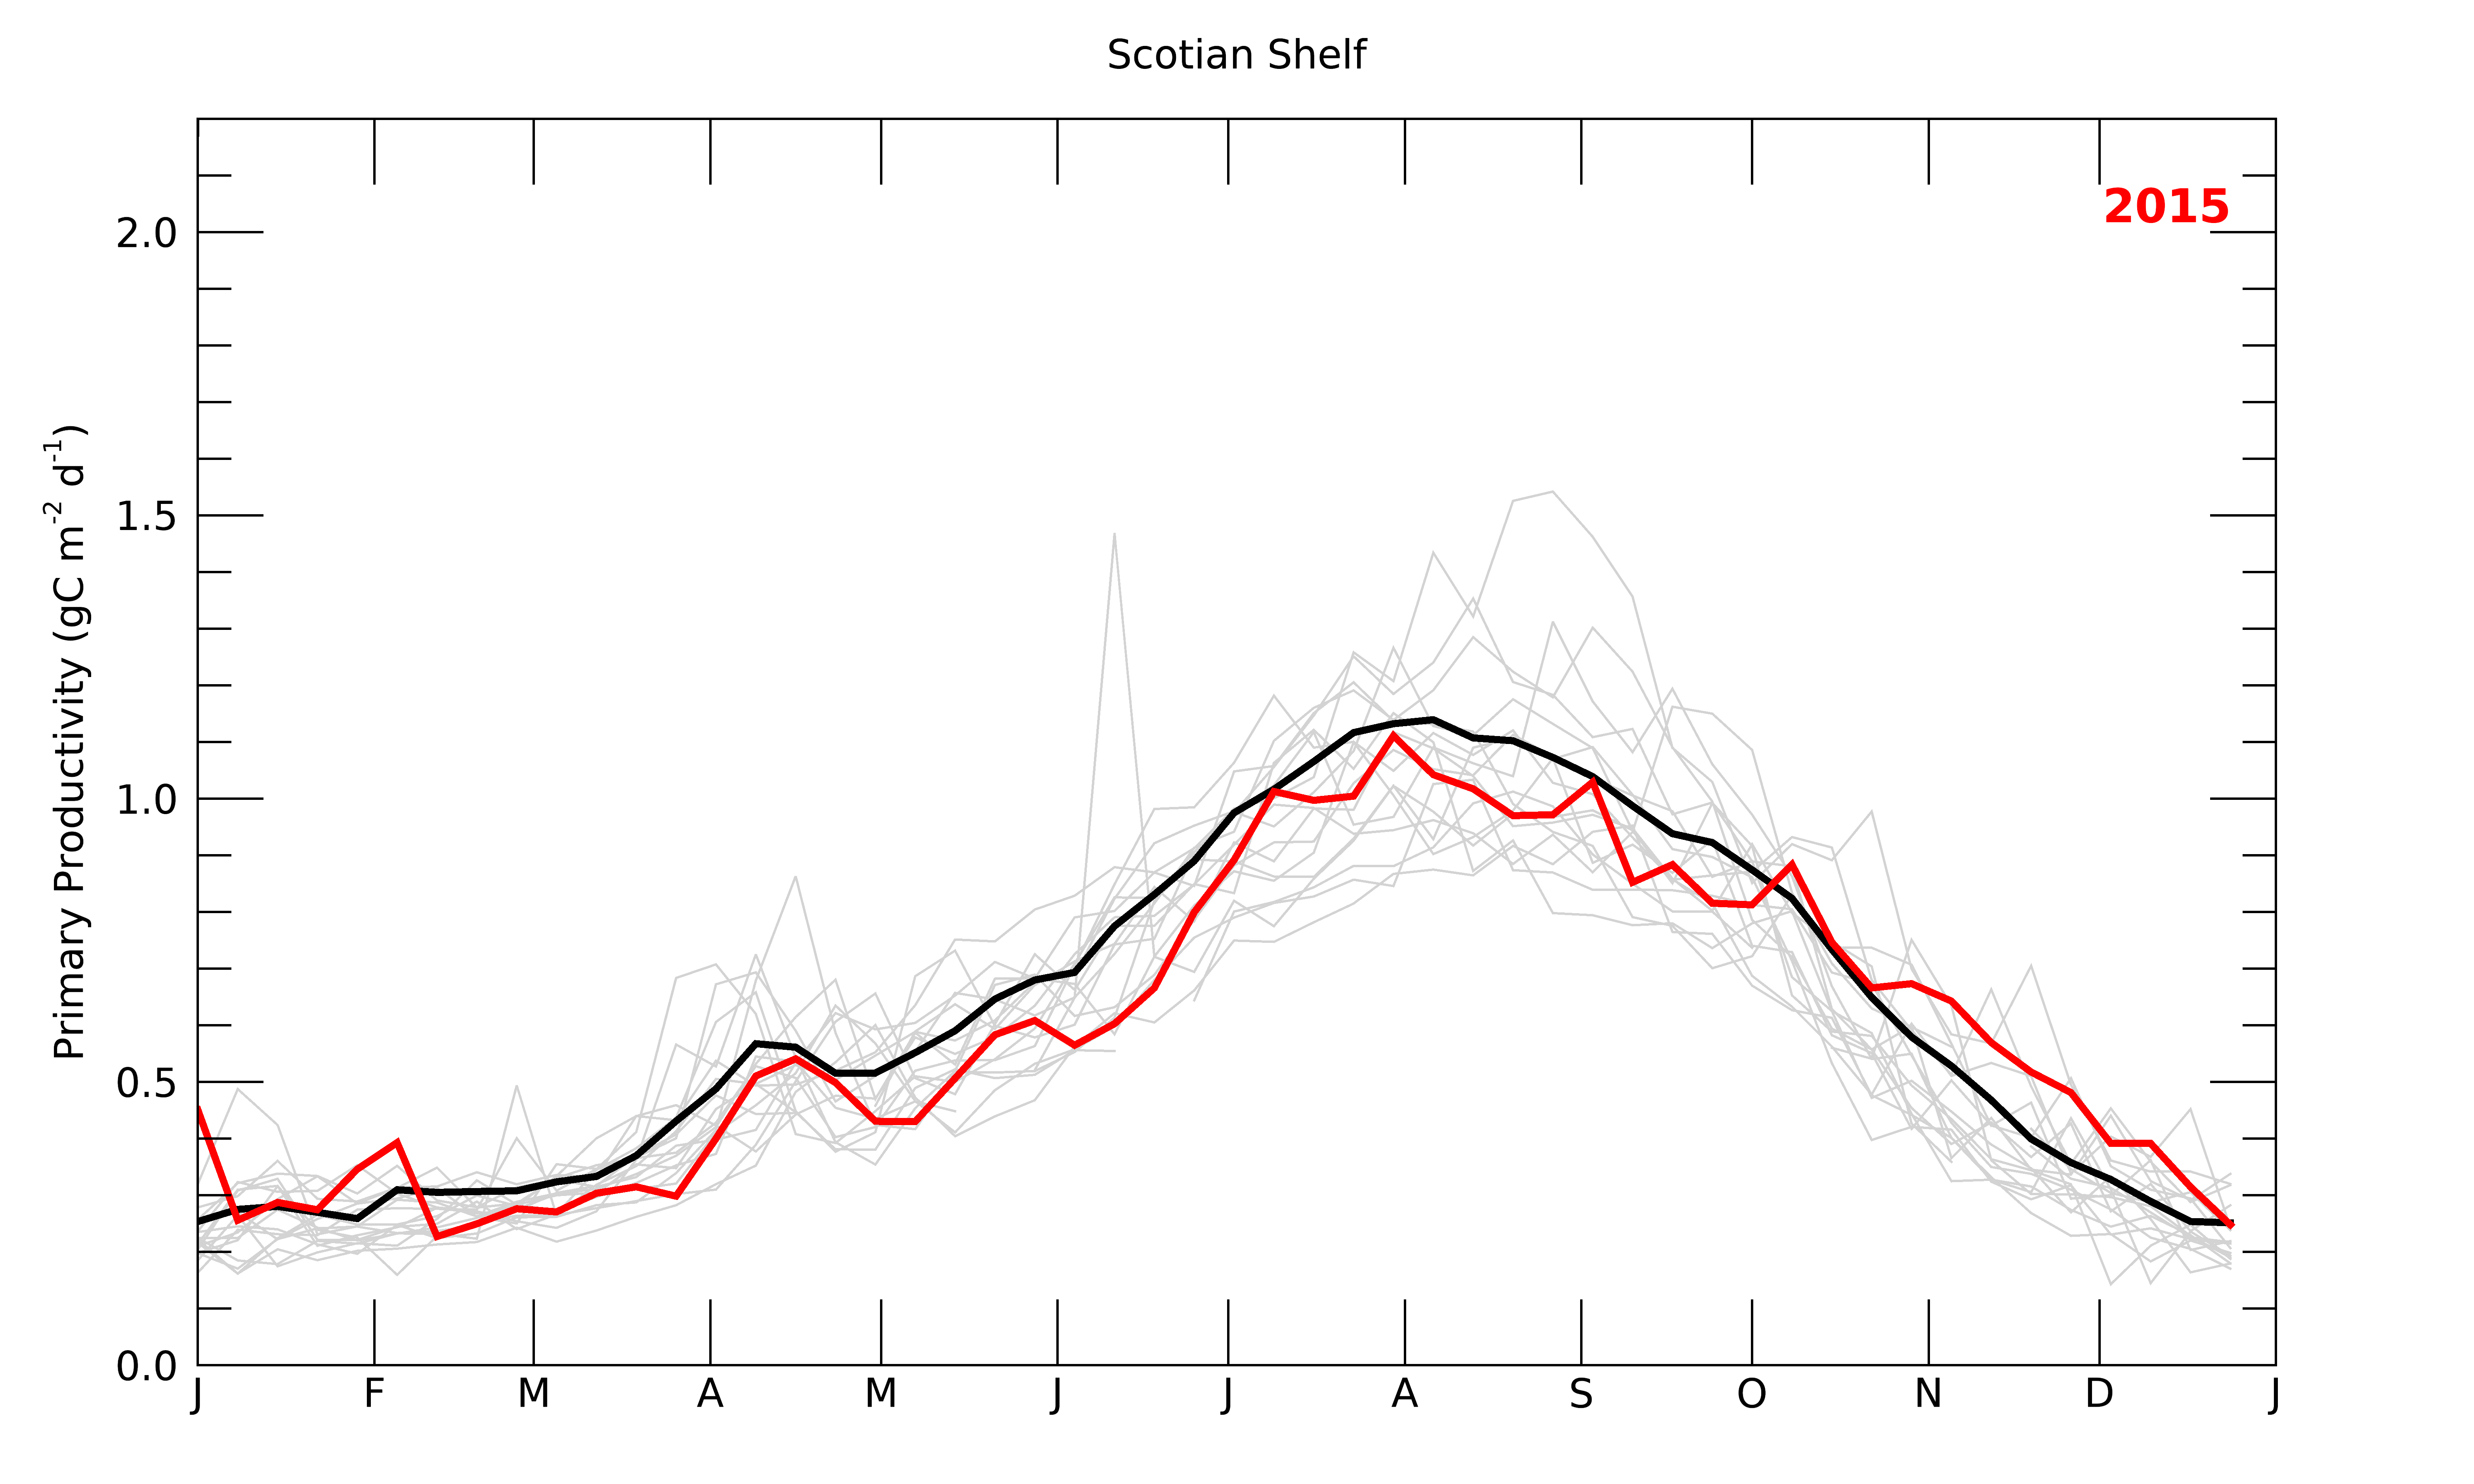 Scotian Shelf
2015
Primary Productivity (gC m⁻² d⁻¹)
2.0
1.5
1.0
0.5
0.0
J F M A M J J A S O N D J